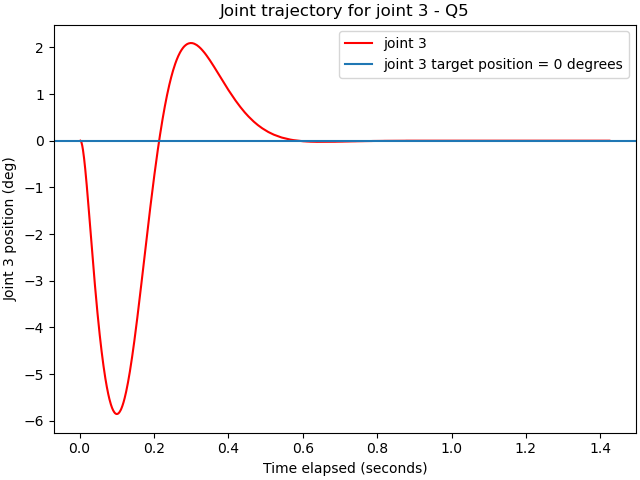 Joint trajectory for joint 3 - Q5
joint 3
joint 3 target position = 0 degrees
Joint 3 position (deg)
2
1
0
−1
−2
−3
−4
−5
−6
0.0 0.2 0.4 0.6 0.8 1.0 1.2 1.4
Time elapsed (seconds)